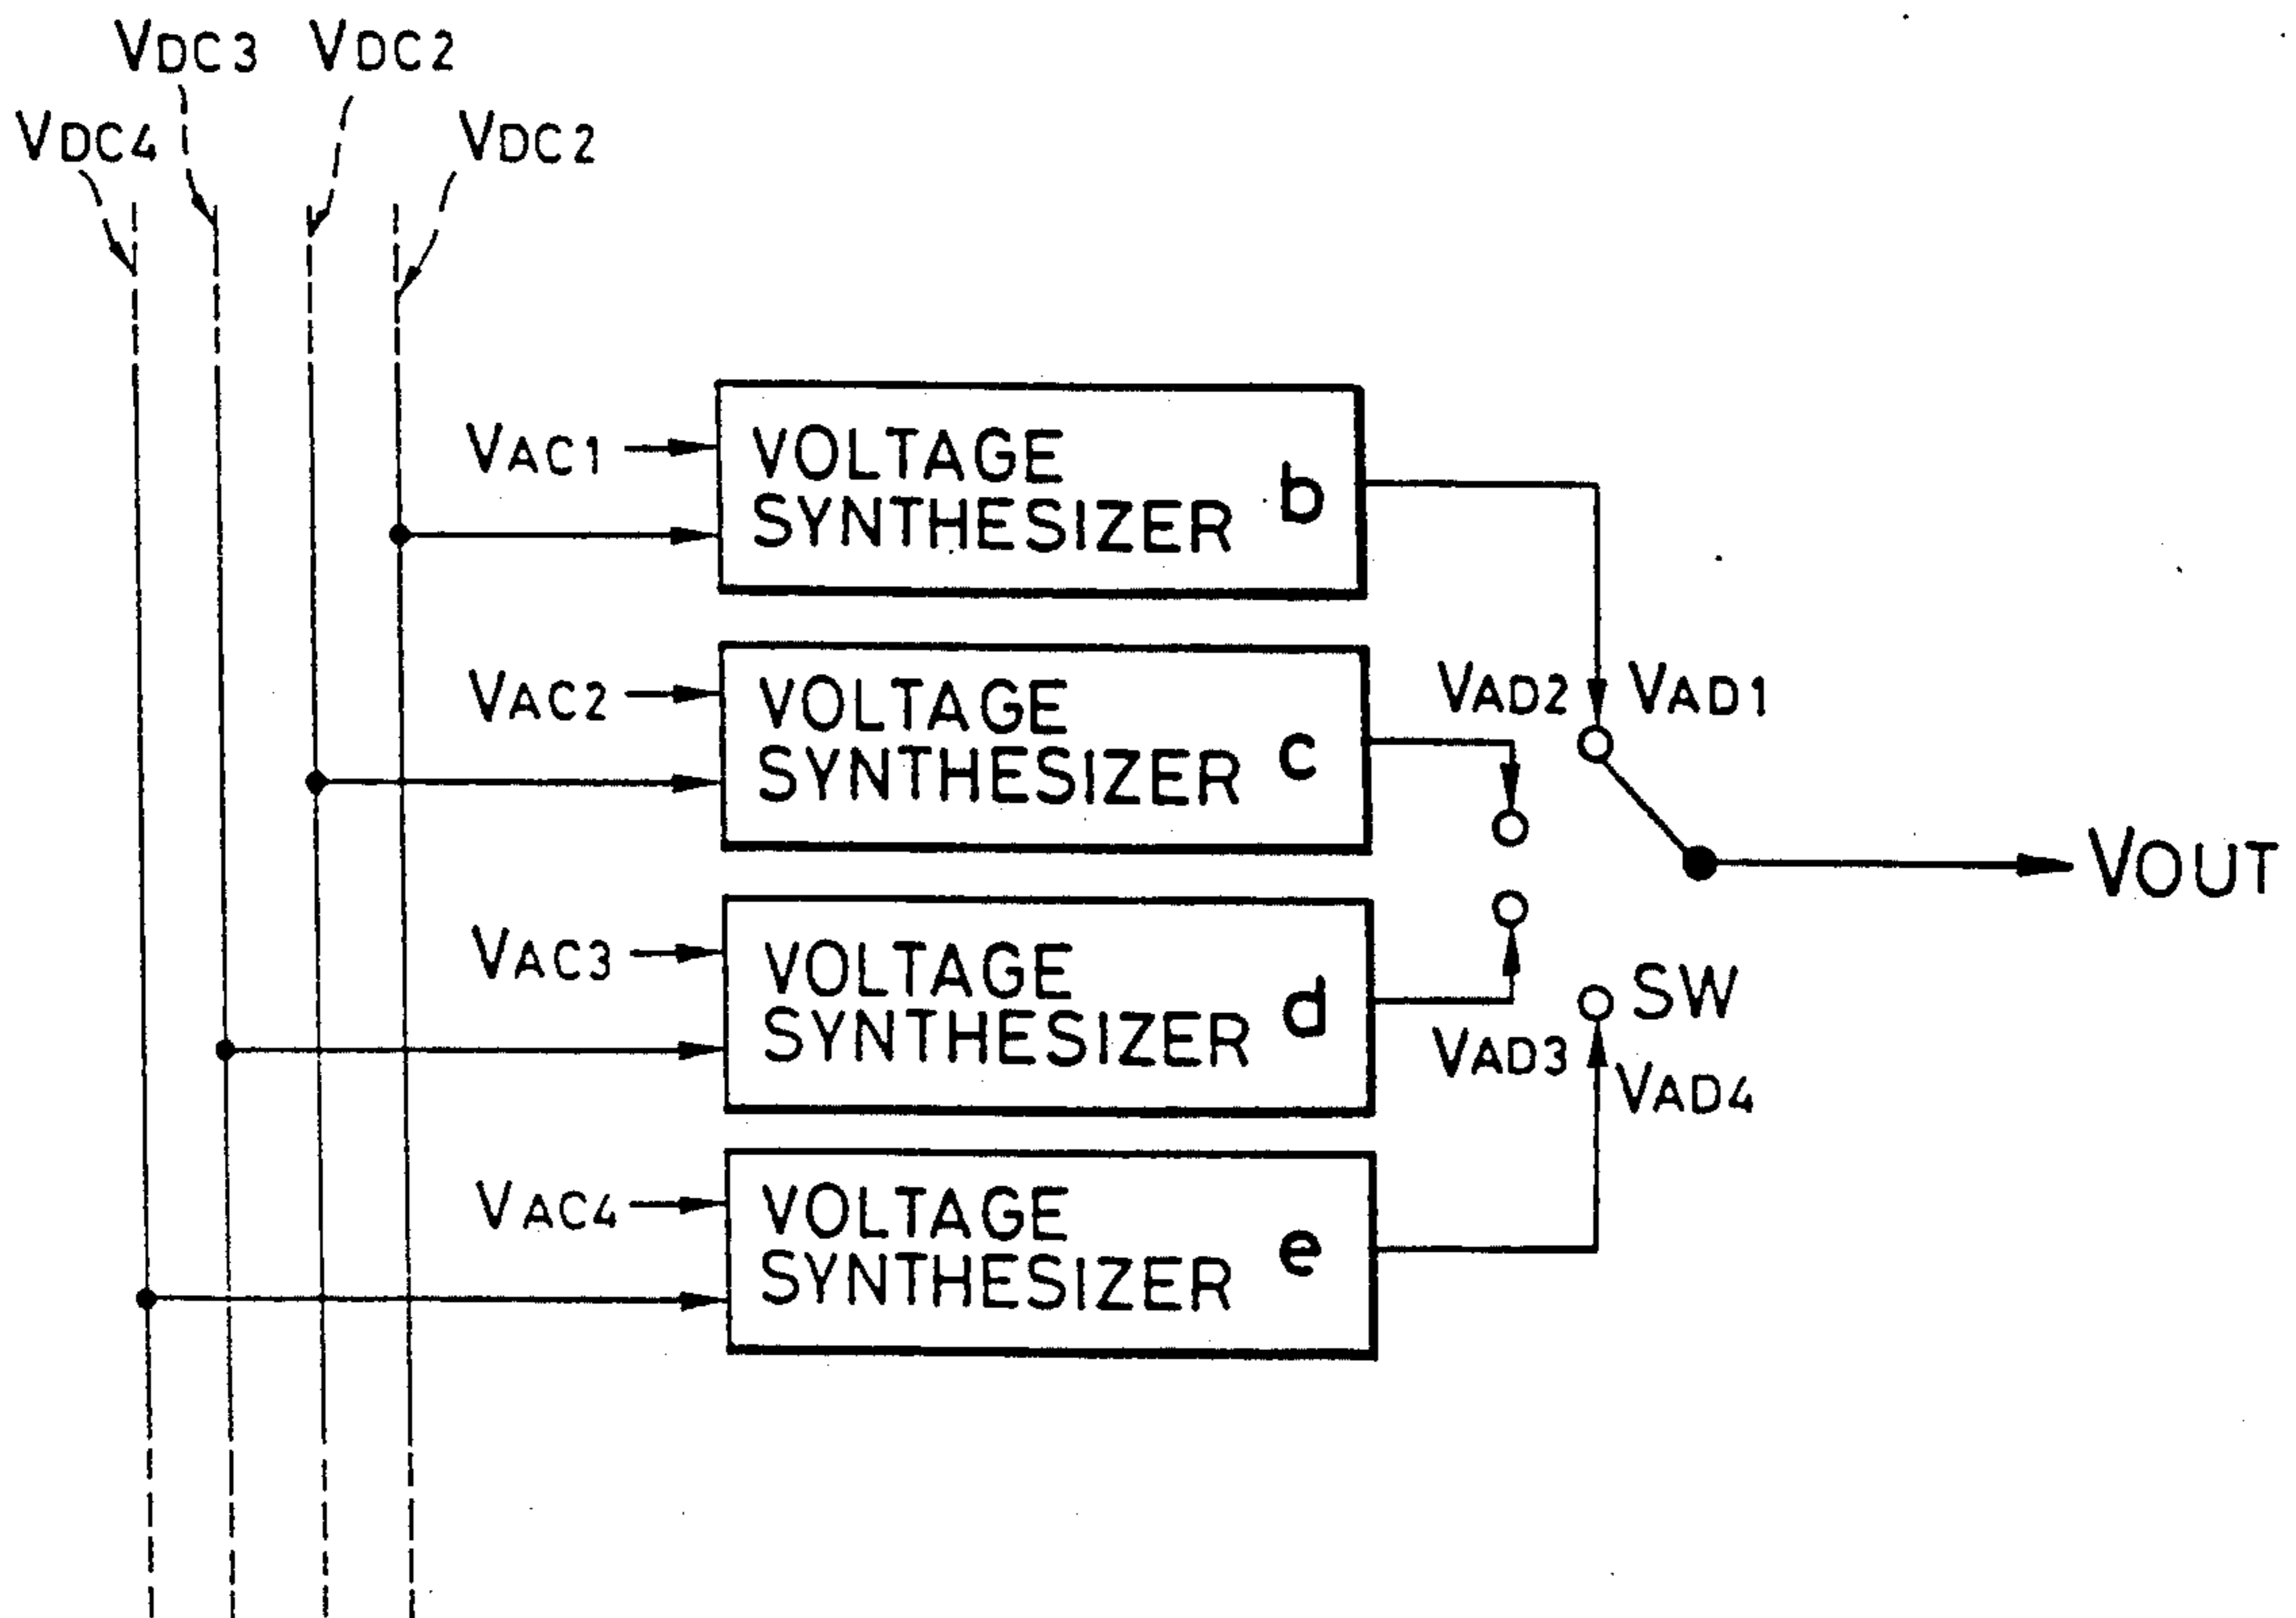 VDC3
VDC2
VDC4
VDC2
VAC1
VOLTAGE
SYNTHESIZER b
VAC2
VOLTAGE
SYNTHESIZER c
VAD2
VAD1
VOUT
VAC3
VOLTAGE
SYNTHESIZER d
SW
VAD3
VAD4
VAC4
VOLTAGE
SYNTHESIZER e